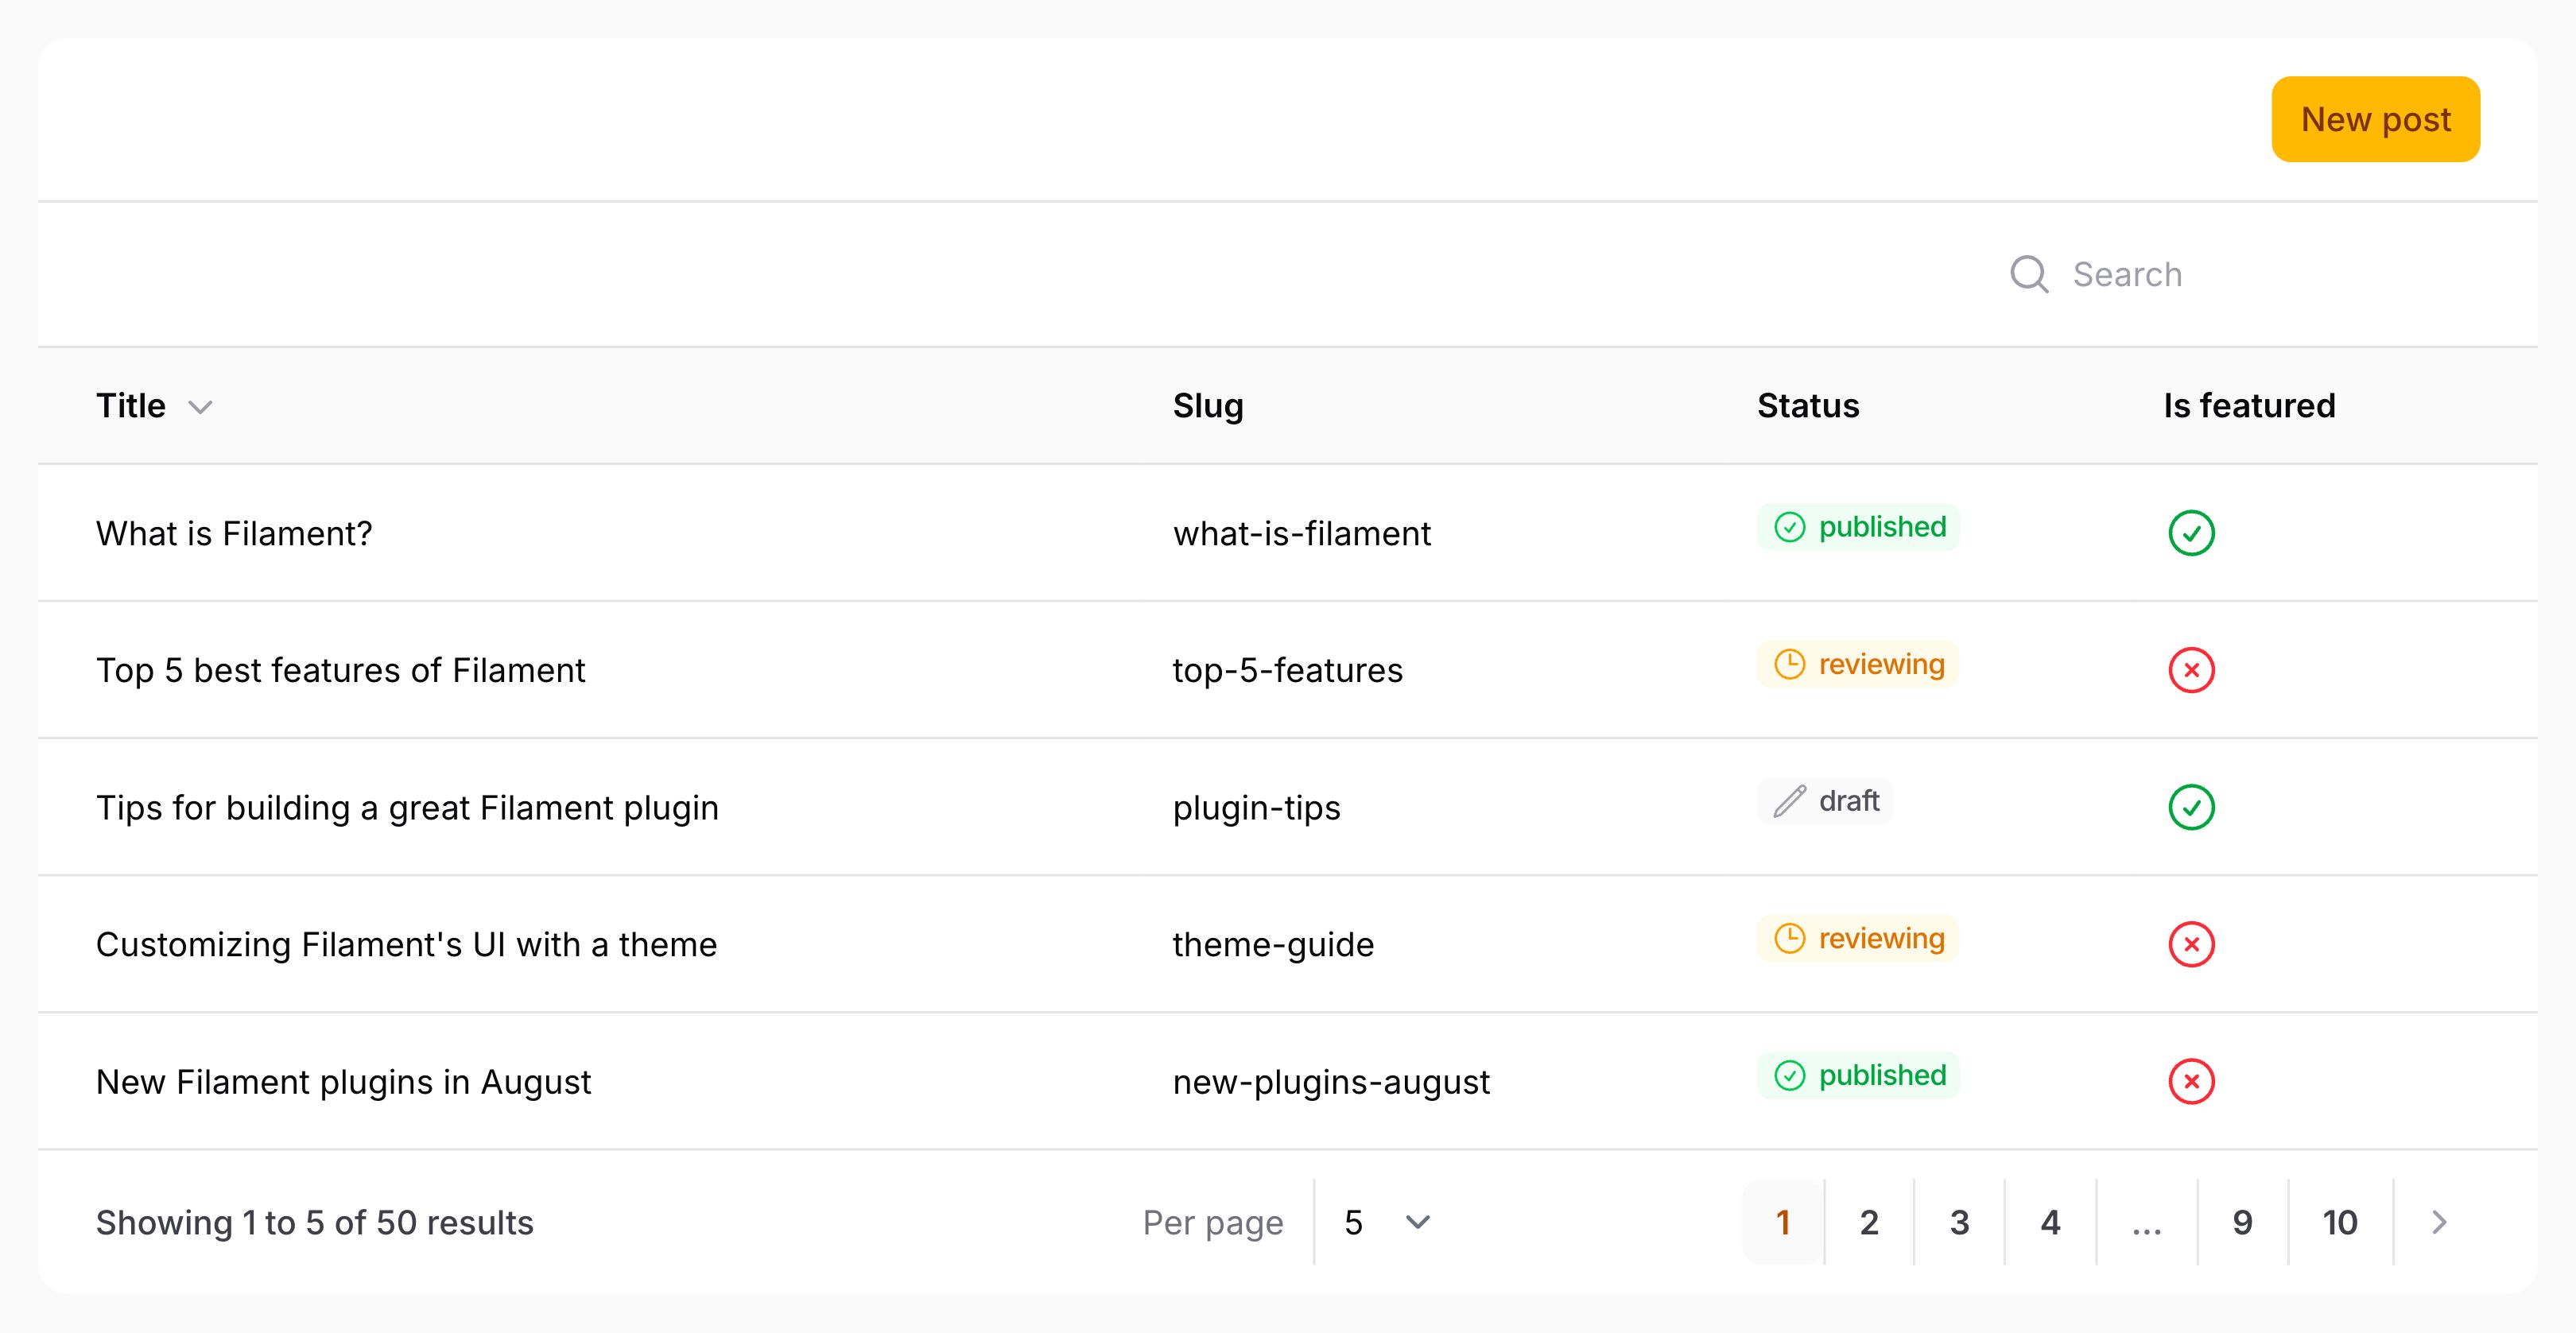 New post
Search
Title Slug Status Is featured
What is Filament? what-is-filament published
Top 5 best features of Filament top-5-features reviewing
Tips for building a great Filament plugin plugin-tips draft
Customizing Filament's UI with a theme theme-guide reviewing
New Filament plugins in August new-plugins-august published
Showing 1 to 5 of 50 results Per page 5 1 2 3 4 ... 9 10